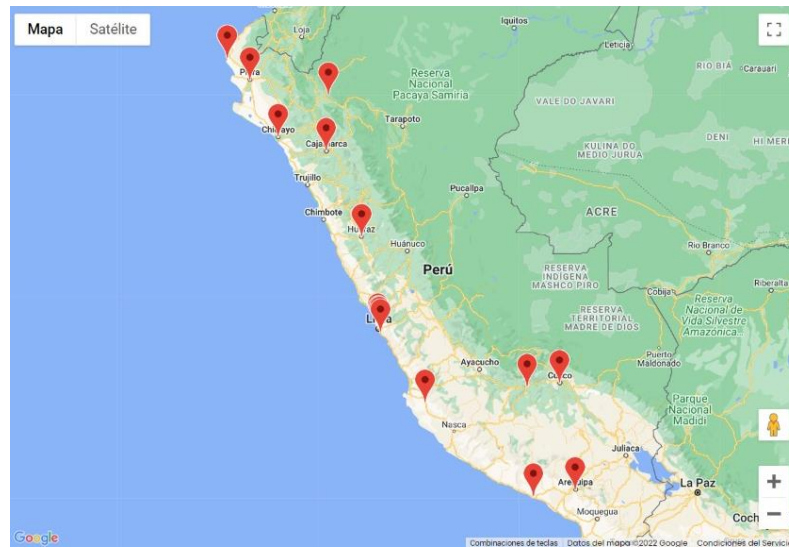 Mapa Satélite
Loja
Iquitos
Leticia
RIO BIÁ
Carauari
Piura
Reserva
Nacional
Pacaya Samiria
VALE DO JAVARI
Tarapoto
Chiclayo
Cajamarca
KULINA DO
MEDIO JURUA
DENI
HI MERI
Trujillo
Pucallpa
Chimbote
ACRE
Huaraz
Huánuco
Rio Branco
Perú
RESERVA
INDÍGENA
MASHCO PIRO
Cobija
Riberalta
Reserva
Nacional de
Vida Silvestre
Amazónica...
RESERVA
TERRITORIAL
MADRE DE DIOS
Lima
Ayacucho
Cusco
Puerto
Maldonado
Parque
Nacional
Madidi
Nasca
Juliaca
Arequipa
La Paz
Moquegua
Coch
Google
Combinaciones de teclas Datos del mapa ©2022 Google Condiciones del Servicio